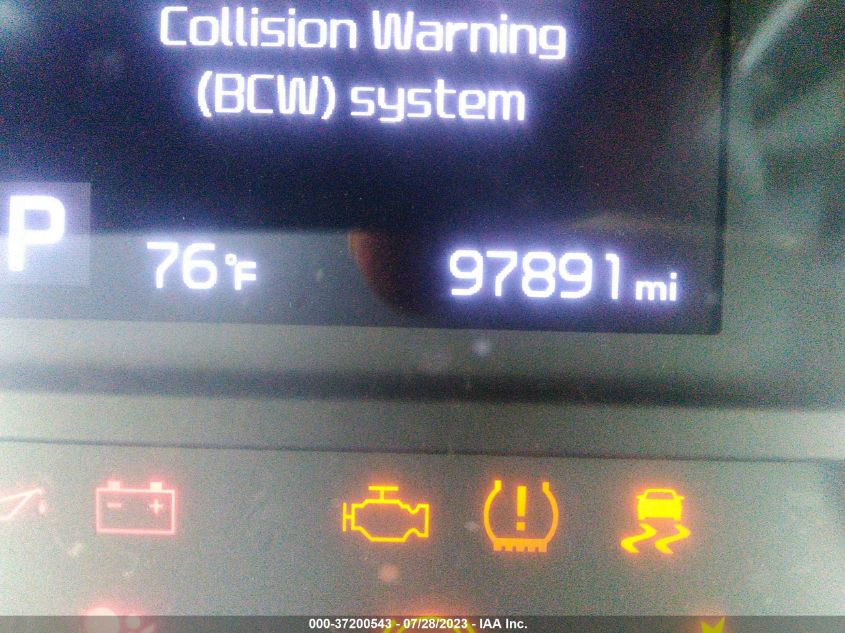 Collision Warning
(BCW) system
P
76°F 97891 mi
000-37200543 - 07/28/2023 - IAA Inc.